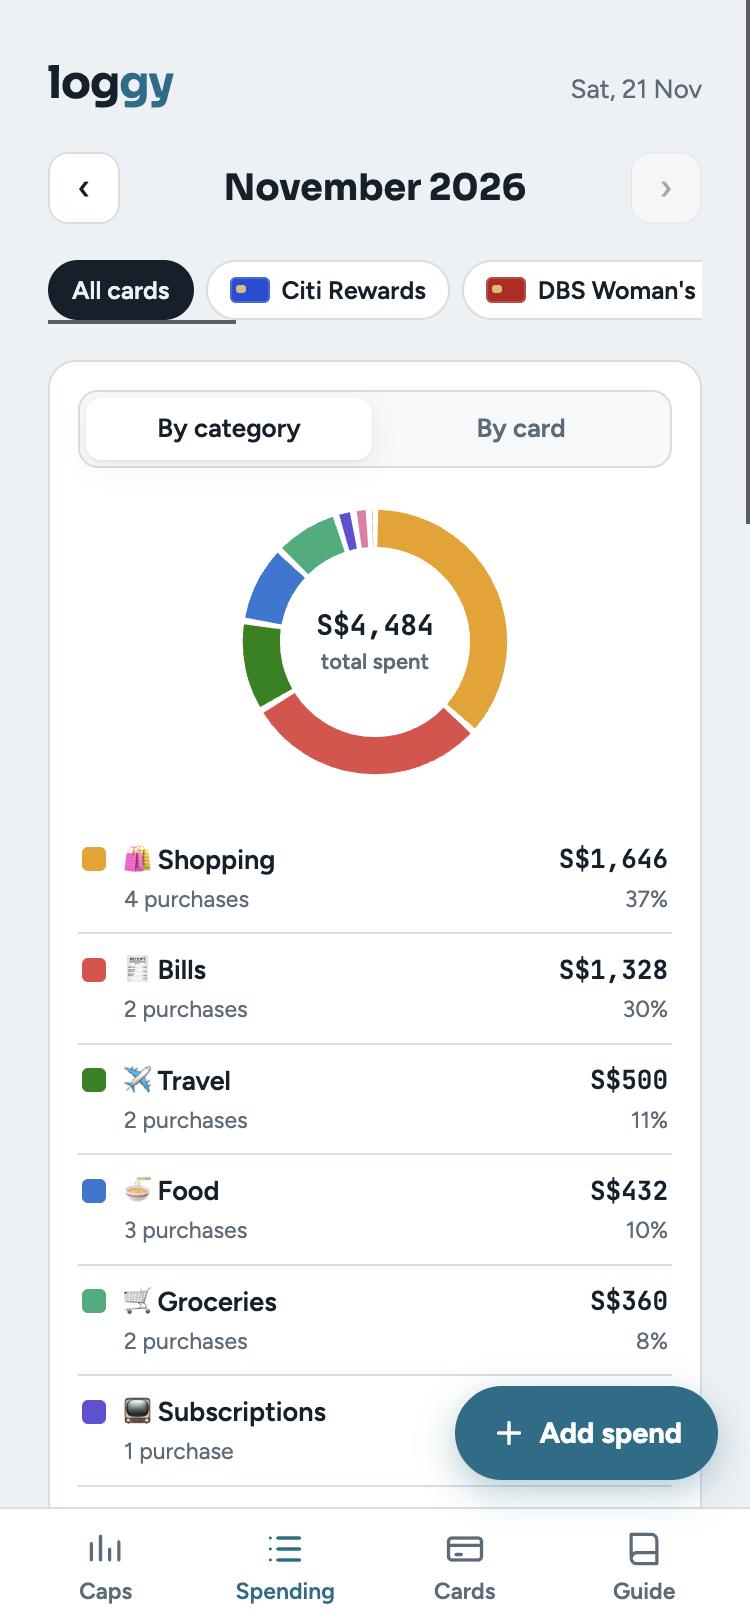 loggy
Sat, 21 Nov
‹ November 2026 ›
All cards Citi Rewards DBS Woman's
By category By card
S$4,484
total spent
Shopping S$1,646
4 purchases 37%
Bills S$1,328
2 purchases 30%
Travel S$500
2 purchases 11%
Food S$432
3 purchases 10%
Groceries S$360
2 purchases 8%
Subscriptions
1 purchase
+ Add spend
Caps Spending Cards Guide